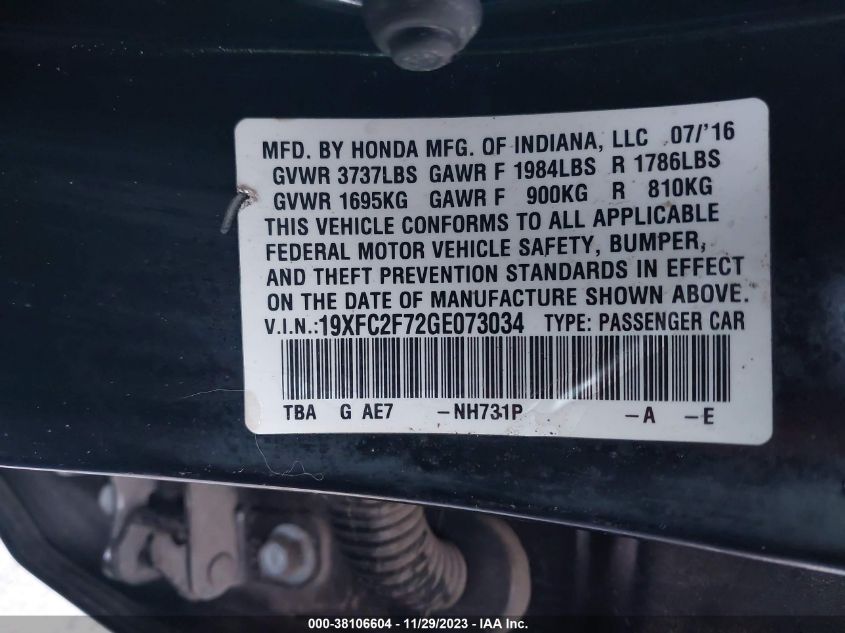 MFD. BY HONDA MFG. OF INDIANA, LLC 07/'16
GVWR 3737LBS GAWR F 1984LBS R 1786LBS
GVWR 1695KG GAWR F 900KG R 810KG
THIS VEHICLE CONFORMS TO ALL APPLICABLE
FEDERAL MOTOR VEHICLE SAFETY, BUMPER,
AND THEFT PREVENTION STANDARDS IN EFFECT
ON THE DATE OF MANUFACTURE SHOWN ABOVE.
V.I.N.:19XFC2F72GE073034 TYPE: PASSENGER CAR
TBA G AE7 -NH731P -A -E
000-38106604 - 11/29/2023 - IAA Inc.